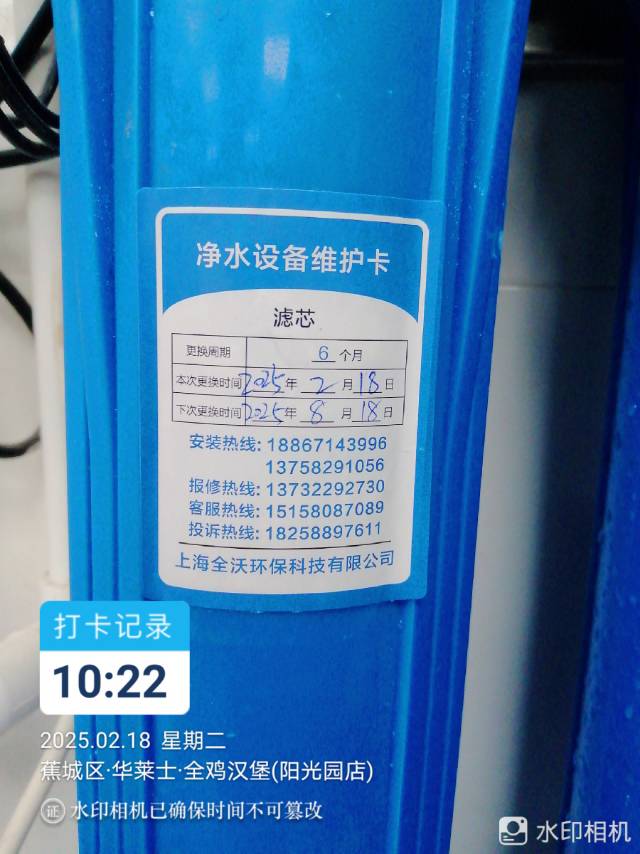 净水设备维护卡
滤芯
更换周期 6 个月
本次更换时间 2025 年 2 月 18 日
下次更换时间 2025 年 8 月 18 日
安装热线: 18867143996
13758291056
报修热线: 13732292730
客服热线: 15158087089
投诉热线: 18258897611
上海全沃环保科技有限公司
打卡记录
10:22
2025.02.18 星期二
蕉城区·华莱士·全鸡汉堡(阳光园店)
证 水印相机已确保时间不可篡改
水印相机